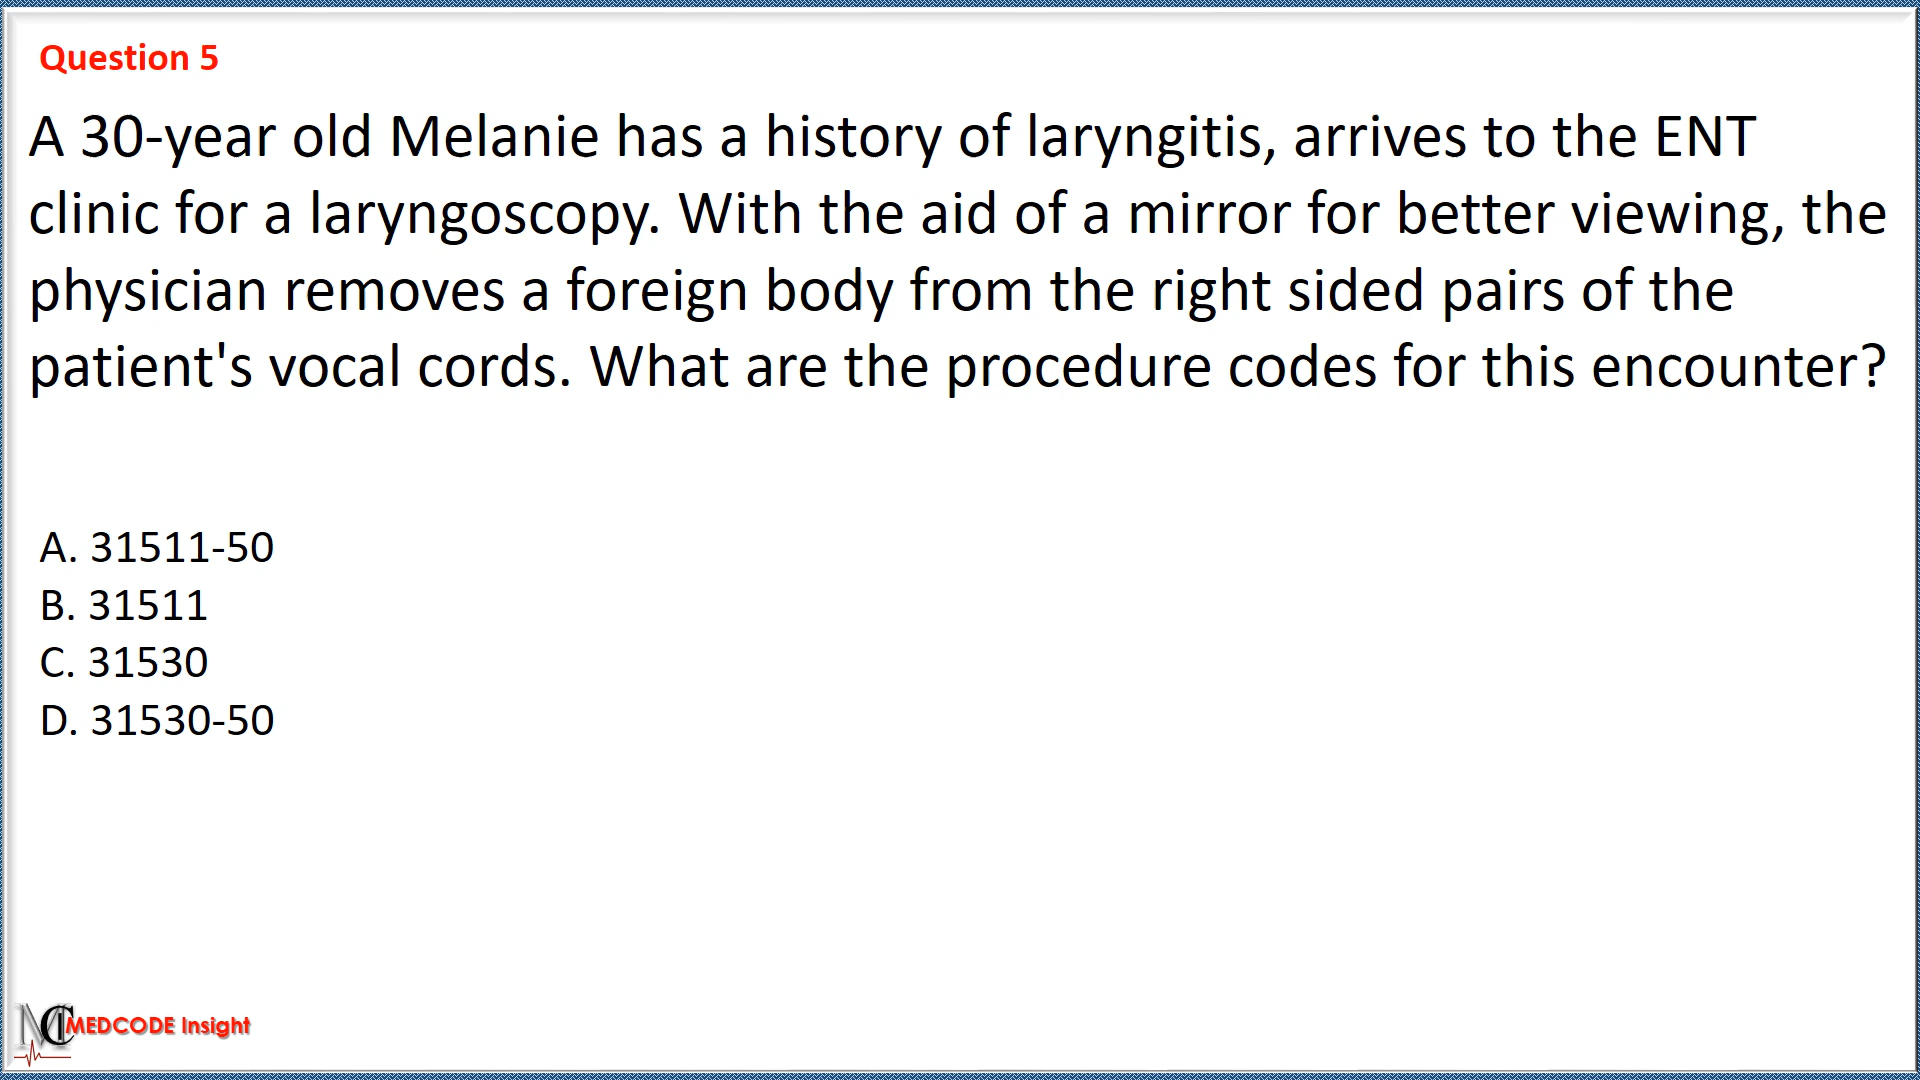 Question 5
A 30-year old Melanie has a history of laryngitis, arrives to the ENT
clinic for a laryngoscopy. With the aid of a mirror for better viewing, the
physician removes a foreign body from the right sided pairs of the
patient's vocal cords. What are the procedure codes for this encounter?
A. 31511-50
B. 31511
C. 31530
D. 31530-50
MC MEDCODE Insight